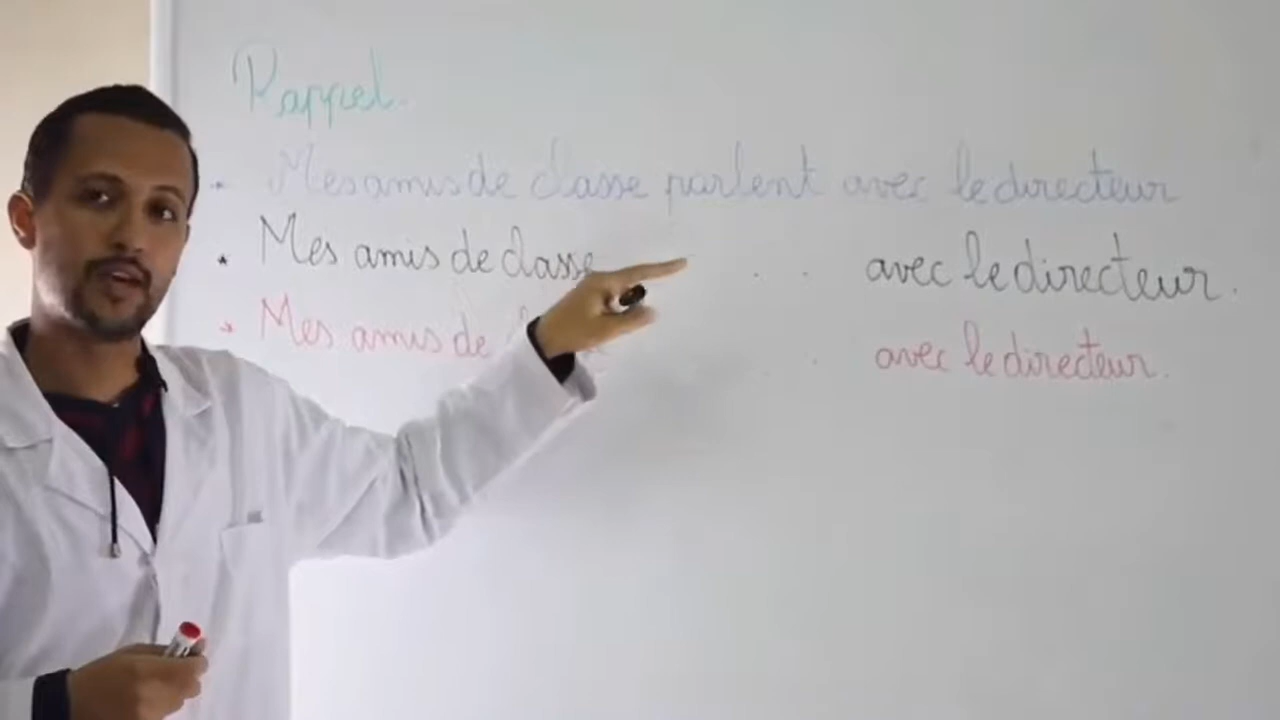 Rappel.
* Mes amis de classe parlent avec le directeur
* Mes amis de classe . . avec le directeur.
* Mes amis de . avec le directeur.